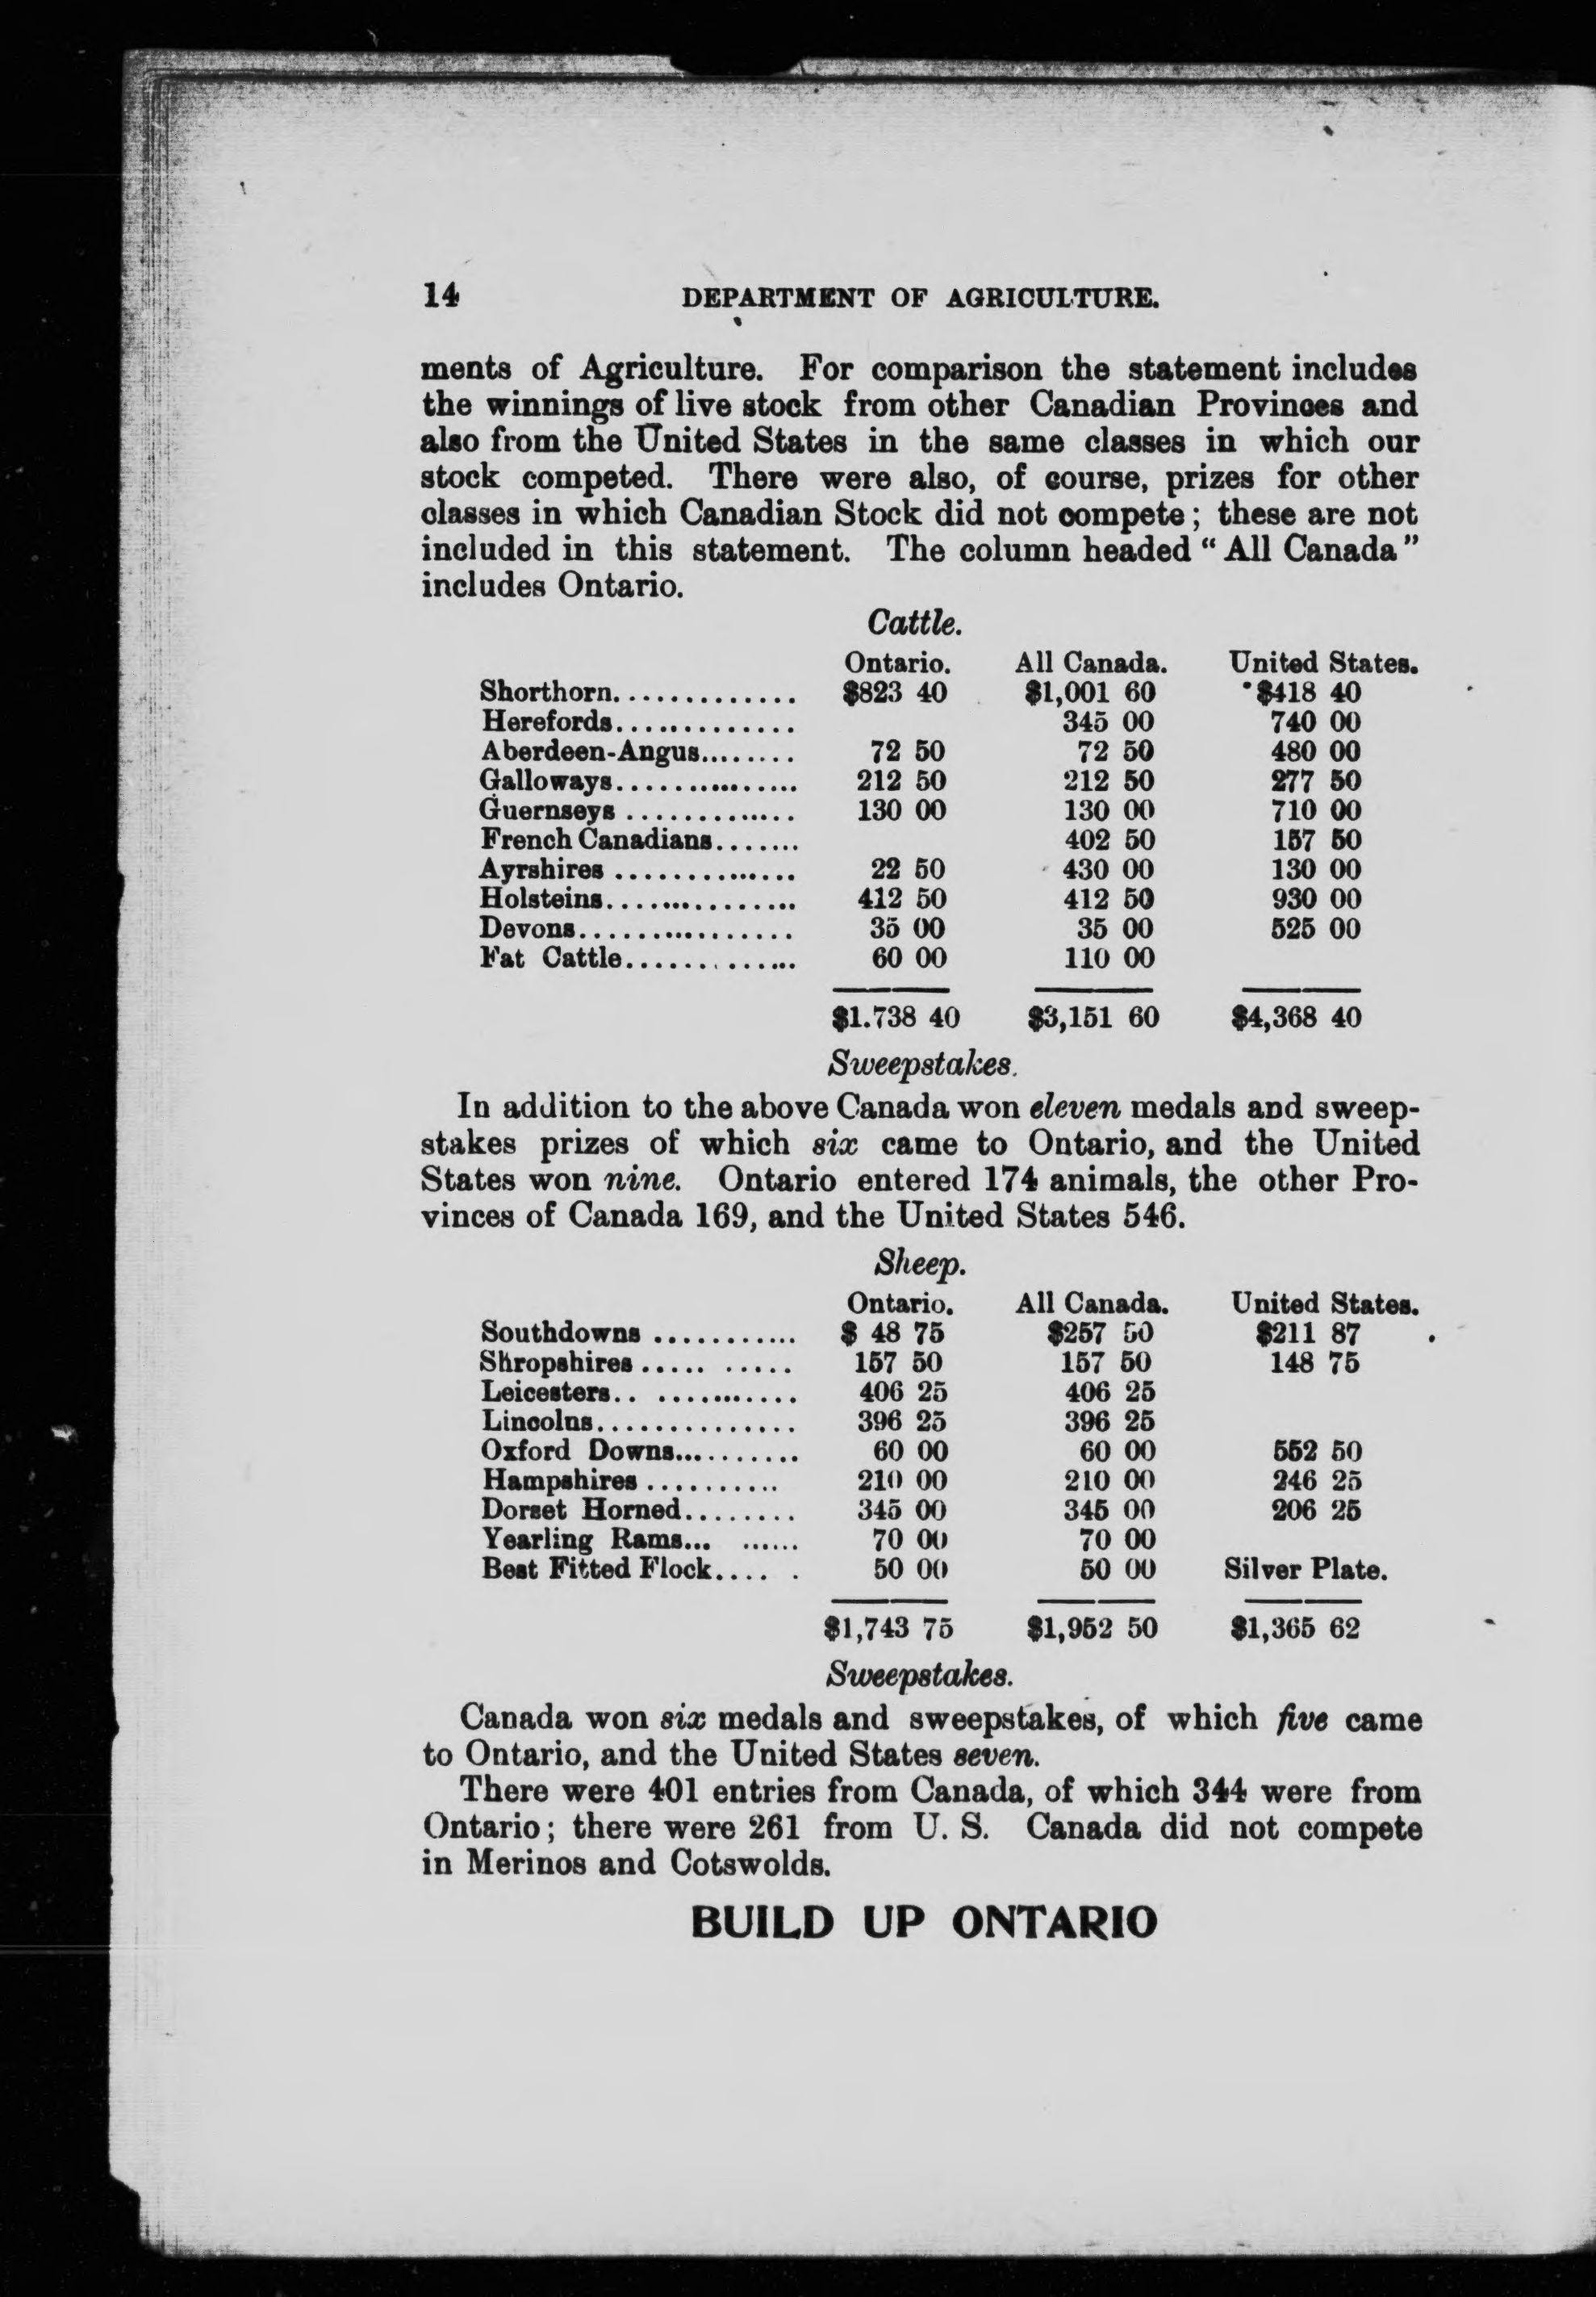 14 DEPARTMENT OF AGRICULTURE.
ments of Agriculture. For comparison the statement includes
the winnings of live stock from other Canadian Provinces and
also from the United States in the same classes in which our
stock competed. There were also, of course, prizes for other
classes in which Canadian Stock did not compete; these are not
included in this statement. The column headed "All Canada"
includes Ontario.
Cattle.
Ontario. All Canada. United States.
Shorthorn.............. $823 40 $1,001 60 $418 40
Herefords.............. 345 00 740 00
Aberdeen-Angus........ 72 50 72 50 480 00
Galloways............... 212 50 212 50 277 50
Guernseys ............. 130 00 130 00 710 00
French Canadians....... 402 50 157 50
Ayrshires ............. 22 50 430 00 130 00
Holsteins............... 412 50 412 50 930 00
Devons................. 35 00 35 00 525 00
Fat Cattle............. 60 00 110 00
$1.738 40 $3,151 60 $4,368 40
Sweepstakes.
In addition to the above Canada won eleven medals and sweep-
stakes prizes of which six came to Ontario, and the United
States won nine. Ontario entered 174 animals, the other Pro-
vinces of Canada 169, and the United States 546.
Sheep.
Ontario. All Canada. United States.
Southdowns ............ $ 48 75 $257 50 $211 87
Shropshires ..... ..... 157 50 157 50 148 75
Leicesters.. ........... 406 25 406 25
Lincolns............... 396 25 396 25
Oxford Downs.......... 60 00 60 00 552 50
Hampshires .......... 210 00 210 00 246 25
Dorset Horned........ 345 00 345 00 206 25
Yearling Rams... ...... 70 00 70 00
Best Fitted Flock.... . 50 00 50 00 Silver Plate.
$1,743 75 $1,952 50 $1,365 62
Sweepstakes.
Canada won six medals and sweepstakes, of which five came
to Ontario, and the United States seven.
There were 401 entries from Canada, of which 344 were from
Ontario; there were 261 from U. S. Canada did not compete
in Merinos and Cotswolds.
BUILD UP ONTARIO